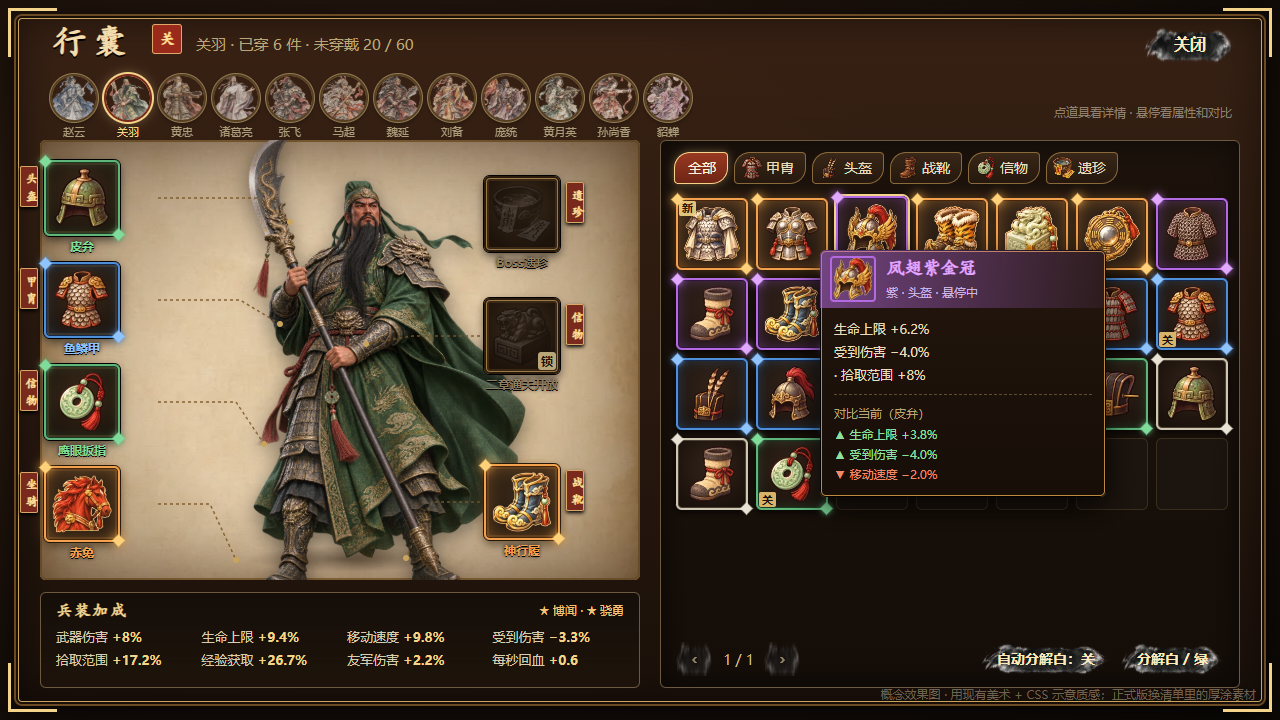 行囊
关
关羽 · 已穿 6 件 · 未穿戴 20 / 60
关闭
赵云 关羽 黄忠 诸葛亮 张飞 马超 魏延 刘备 庞统 黄月英 孙尚香 貂蝉
点道具看详情 · 悬停看属性和对比
头盔
皮弁
甲胄
鱼鳞甲
信物
鹰眼扳指
坐骑
赤兔
遗珍
Boss遗珍
信物
锁
二章通关开放
战靴
神行屐
全部 甲胄 头盔 战靴 信物 遗珍
新
凤翅紫金冠
紫 · 头盔 · 悬停中
生命上限 +6.2%
受到伤害 −4.0%
· 拾取范围 +8%
对比当前（皮弁）
▲ 生命上限 +3.8%
▲ 受到伤害 −4.0%
▼ 移动速度 −2.0%
关
关
兵装加成
★ 博闻 · ★ 骁勇
武器伤害 +8% 生命上限 +9.4% 移动速度 +9.8% 受到伤害 −3.3%
拾取范围 +17.2% 经验获取 +26.7% 友军伤害 +2.2% 每秒回血 +0.6
‹ 1 / 1 ›
自动分解白：关
分解白 / 绿
概念效果图 · 用现有美术 + CSS 示意质感；正式版换清单里的厚涂素材